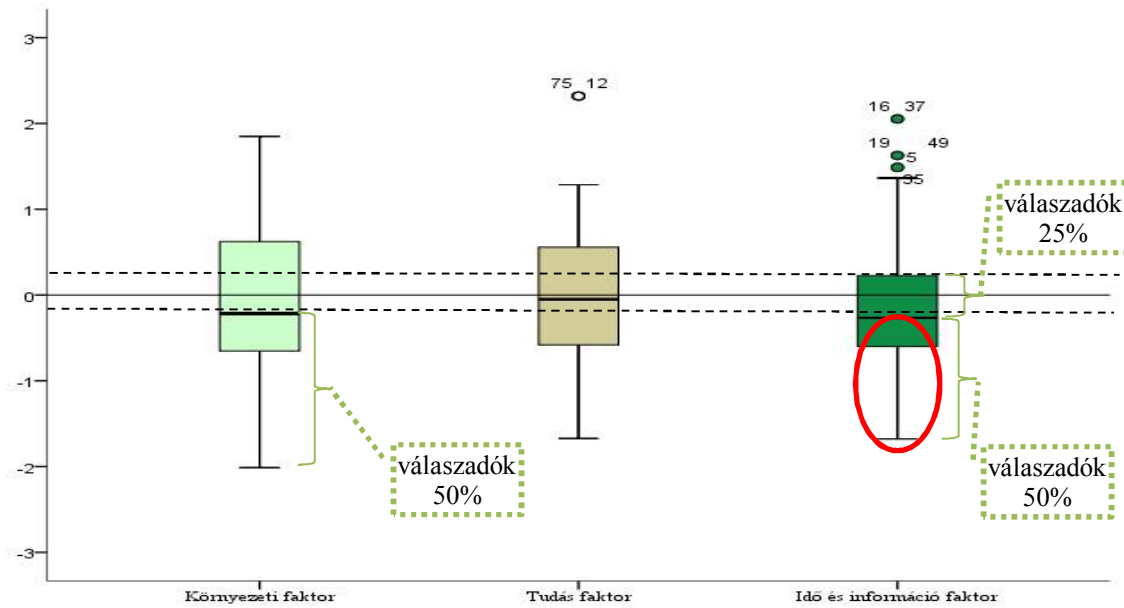 3
2
1
0
-1
-2
-3
75 12
16 37
19 49
5
35
válaszadók
25%
válaszadók
50%
válaszadók
50%
Környezeti faktor
Tudás faktor
Idő és információ faktor